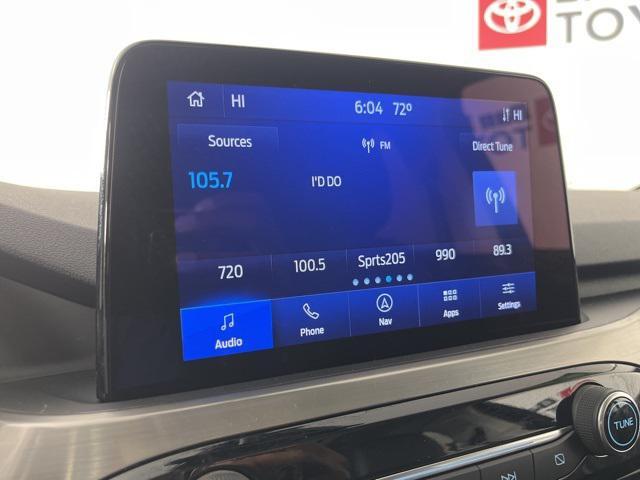 TOY
HI 6:04 72° HI
Sources FM Direct Tune
105.7 I'D DO
720 100.5 Sprts205 990 89.3
Audio Phone Nav Apps Settings
TUNE